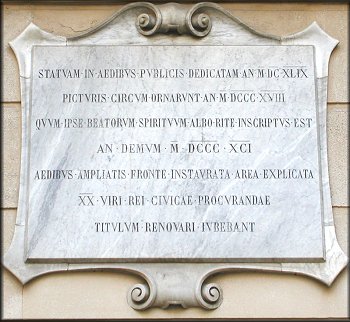 STATVAM · IN · AEDIBVS · PVBLICIS · DEDICATAM · AN · M · DC · XLIX
PICTVRIS · CIRCVM · ORNARVNT · AN · M · DCCC · XVIII
QVVM · IPSE · BEATORVM · SPIRITVVM · ALBO · RITE · INSCRIPTVS · EST
AN · DEMVM · M · DCCC · XCI
AEDIBVS · AMPLIATIS · FRONTE · INSTAVRATA · AREA · EXPLICATA
X̅X̅ · VIRI · REI · CIVICAE · PROCVRANDAE
TITVLVM · RENOVARI · IVBEBANT